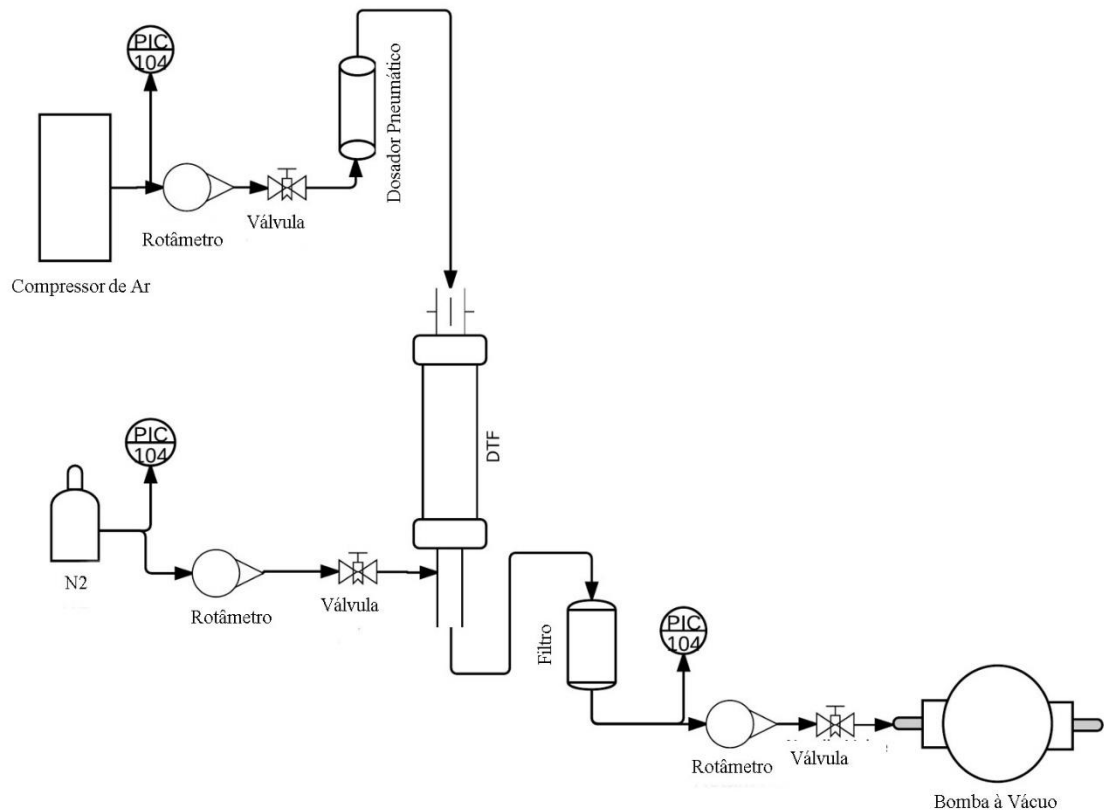 PIC
104
Dosador Pneumático
Rotâmetro
Válvula
Compressor de Ar
DTF
PIC
104
N2
Rotâmetro
Válvula
Filtro
PIC
104
Rotâmetro
Válvula
Bomba à Vácuo